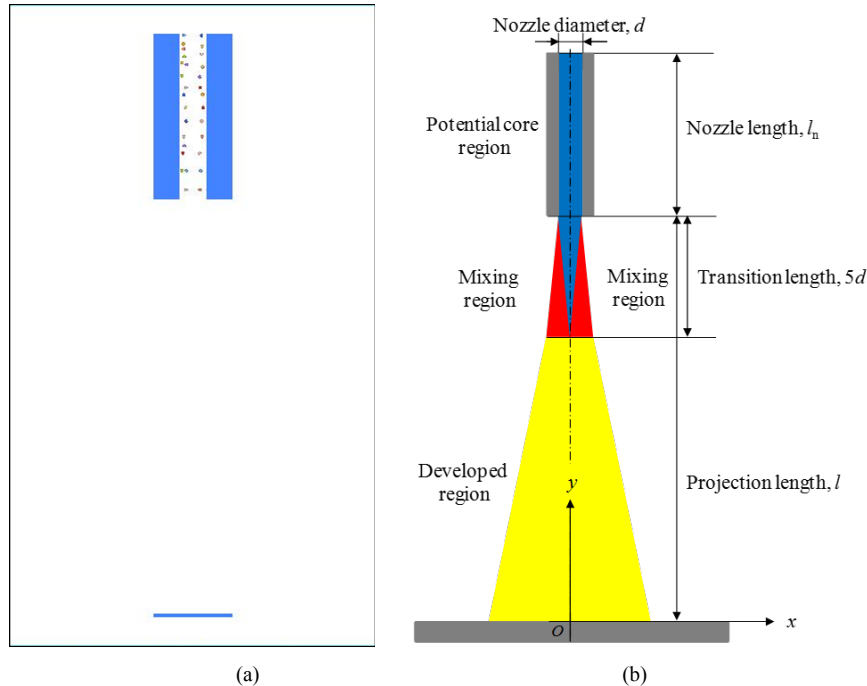 Nozzle diameter, d
Potential core
region
Nozzle length, ln
Mixing
region
Mixing
region
Transition length, 5d
Developed
region
y
Projection length, l
O
x
(a)
(b)